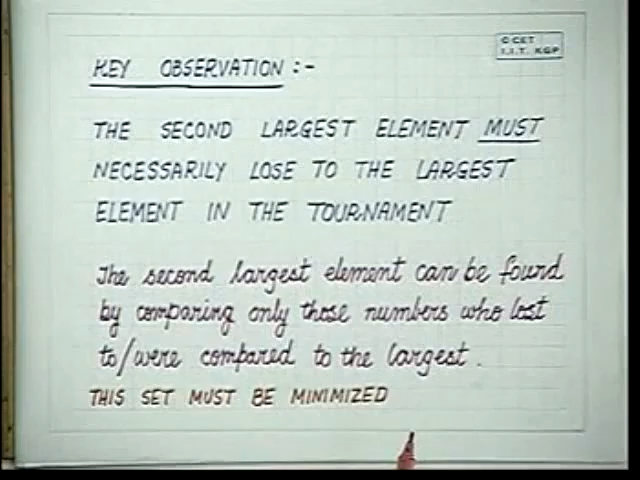 © CET
I.I.T. KGP
KEY OBSERVATION :-
THE SECOND LARGEST ELEMENT MUST
NECESSARILY LOSE TO THE LARGEST
ELEMENT IN THE TOURNAMENT
The second largest element can be found
by comparing only those numbers who lost
to/were compared to the largest.
THIS SET MUST BE MINIMIZED